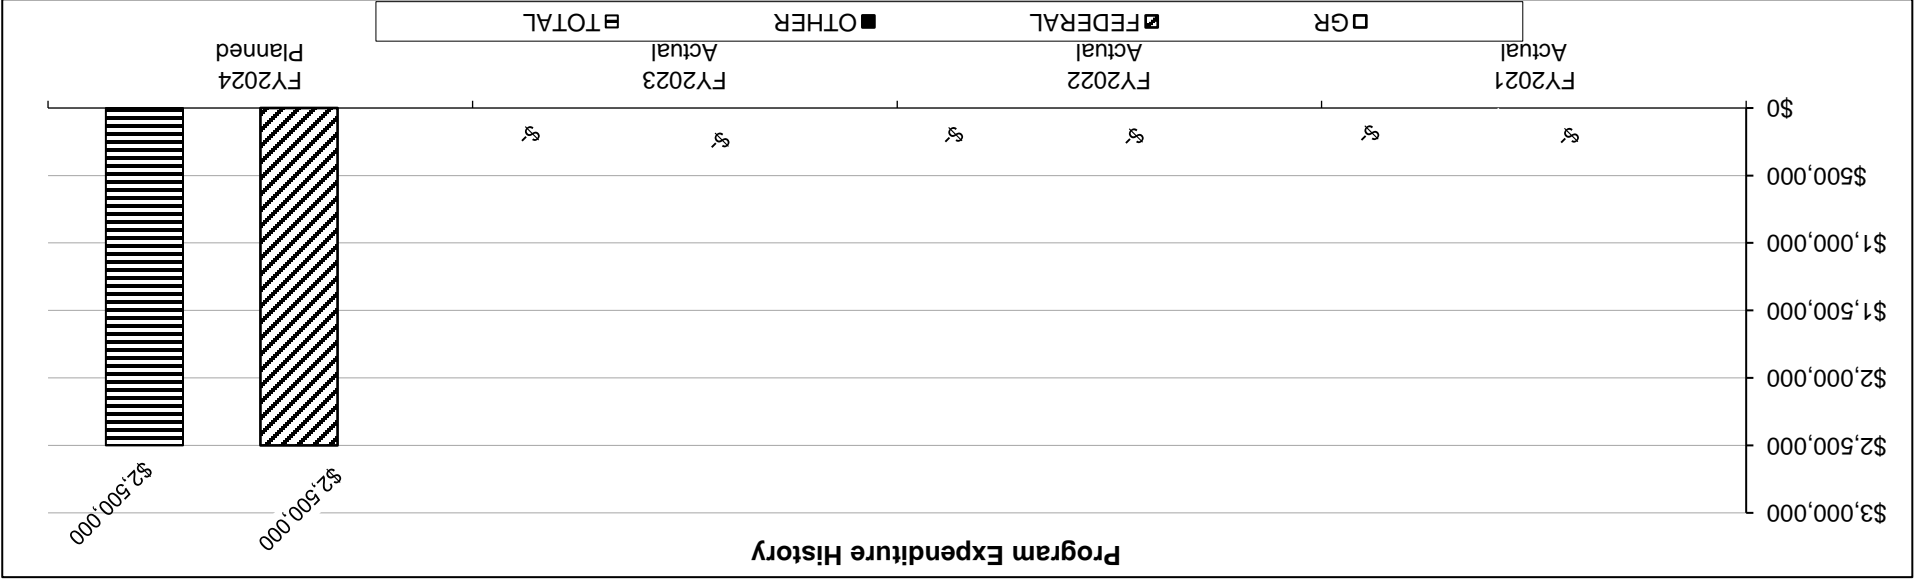 Program Expenditure History
$3,000,000
$2,500,000
$2,000,000
$1,500,000
$1,000,000
$500,000
$0
$-
$-
$-
$-
$-
$-
$2,500,000
$2,500,000
FY2021
Actual
FY2022
Actual
FY2023
Actual
FY2024
Planned
GR FEDERAL OTHER TOTAL